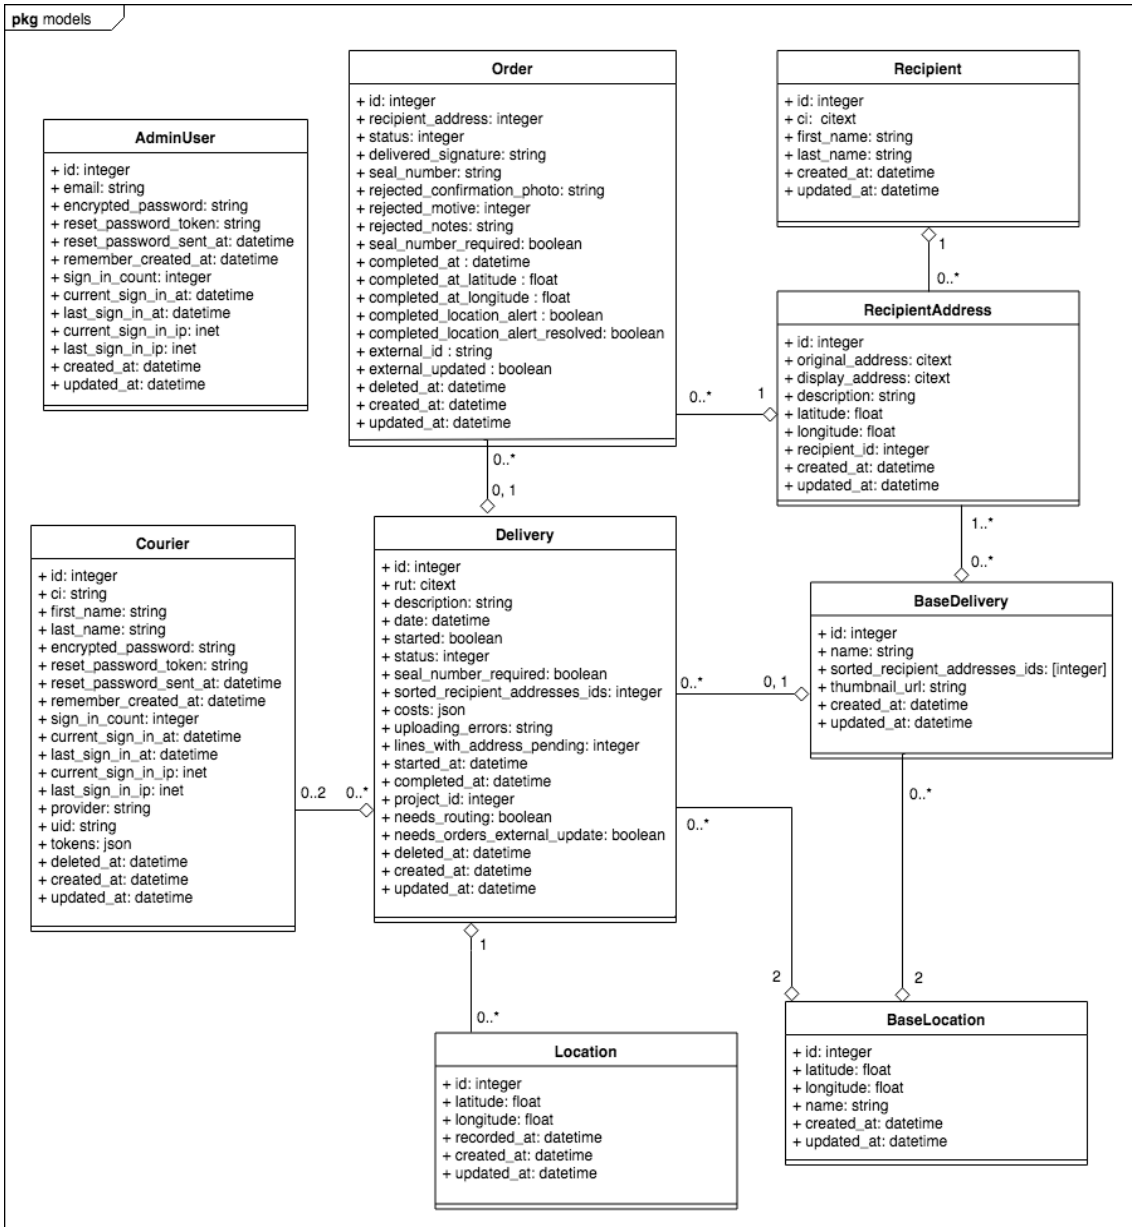 pkg models
Order
+ id: integer
+ recipient_address: integer
+ status: integer
+ delivered_signature: string
+ seal_number: string
+ rejected_confirmation_photo: string
+ rejected_motive: integer
+ rejected_notes: string
+ seal_number_required: boolean
+ completed_at : datetime
+ completed_at_latitude : float
+ completed_at_longitude : float
+ completed_location_alert : boolean
+ completed_location_alert_resolved: boolean
+ external_id : string
+ external_updated : boolean
+ deleted_at: datetime
+ created_at: datetime
+ updated_at: datetime
Recipient
+ id: integer
+ ci:  citext
+ first_name: string
+ last_name: string
+ created_at: datetime
+ updated_at: datetime
AdminUser
+ id: integer
+ email: string
+ encrypted_password: string
+ reset_password_token: string
+ reset_password_sent_at: datetime
+ remember_created_at: datetime
+ sign_in_count: integer
+ current_sign_in_at: datetime
+ last_sign_in_at: datetime
+ current_sign_in_ip: inet
+ last_sign_in_ip: inet
+ created_at: datetime
+ updated_at: datetime
1
0..*
RecipientAddress
+ id: integer
+ original_address: citext
+ display_address: citext
+ description: string
+ latitude: float
+ longitude: float
+ recipient_id: integer
+ created_at: datetime
+ updated_at: datetime
0..*
1
0..*
0, 1
1..*
0..*
Courier
+ id: integer
+ ci: string
+ first_name: string
+ last_name: string
+ encrypted_password: string
+ reset_password_token: string
+ reset_password_sent_at: datetime
+ remember_created_at: datetime
+ sign_in_count: integer
+ current_sign_in_at: datetime
+ last_sign_in_at: datetime
+ current_sign_in_ip: inet
+ last_sign_in_ip: inet
+ provider: string
+ uid: string
+ tokens: json
+ deleted_at: datetime
+ created_at: datetime
+ updated_at: datetime
0..2
0..*
Delivery
+ id: integer
+ rut: citext
+ description: string
+ date: datetime
+ started: boolean
+ status: integer
+ seal_number_required: boolean
+ sorted_recipient_addresses_ids: integer
+ costs: json
+ uploading_errors: string
+ lines_with_address_pending: integer
+ started_at: datetime
+ completed_at: datetime
+ project_id: integer
+ needs_routing: boolean
+ needs_orders_external_update: boolean
+ deleted_at: datetime
+ created_at: datetime
+ updated_at: datetime
0..*
0, 1
BaseDelivery
+ id: integer
+ name: string
+ sorted_recipient_addresses_ids: [integer]
+ thumbnail_url: string
+ created_at: datetime
+ updated_at: datetime
0..*
0..*
1
0..*
2
2
Location
+ id: integer
+ latitude: float
+ longitude: float
+ recorded_at: datetime
+ created_at: datetime
+ updated_at: datetime
BaseLocation
+ id: integer
+ latitude: float
+ longitude: float
+ name: string
+ created_at: datetime
+ updated_at: datetime